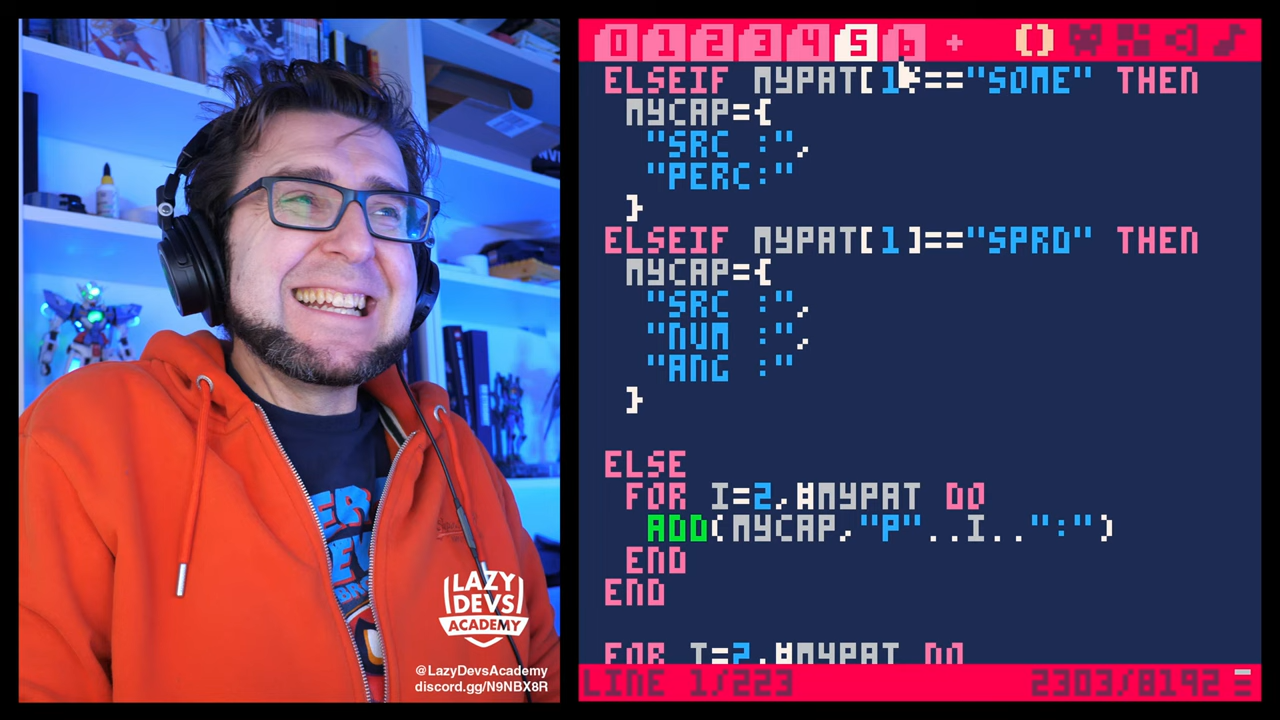 0 1 2 3 4 5 6 + ()
ELSEIF MYPAT[1]=="SOME" THEN
MYCAP={
"SRC :",
"PERC:"
}
ELSEIF MYPAT[1]=="SPRD" THEN
MYCAP={
"SRC :",
"NUM :",
"ANG :"
}
ELSE
FOR I=2,#MYPAT DO
ADD(MYCAP,"P"..I..":")
END
END
FOR I=2,#MYPAT DO
LINE 1/223
2303/8192
LAZY
DEVS
ACADEMY
@LazyDevsAcademy
discord.gg/N9NBX8R